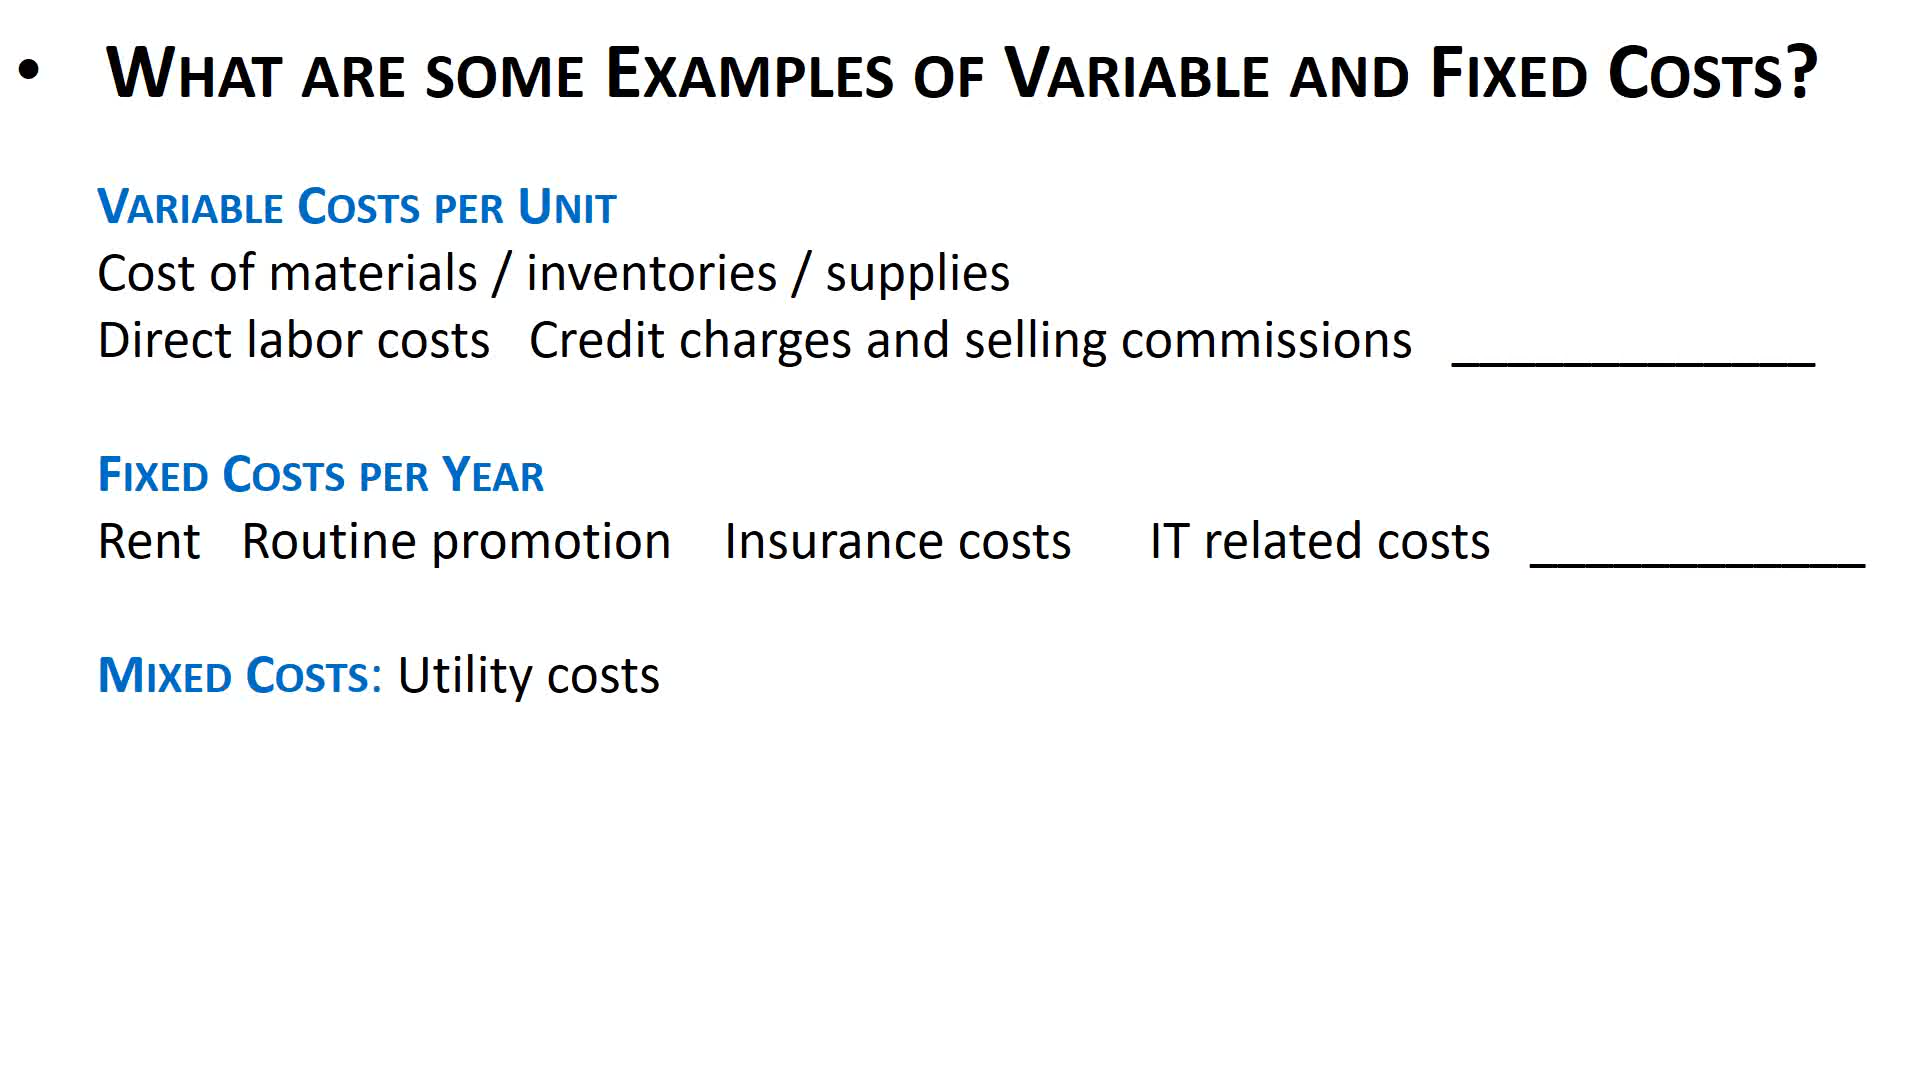 • What are some Examples of Variable and Fixed Costs?
Variable Costs per Unit
Cost of materials / inventories / supplies
Direct labor costs   Credit charges and selling commissions   _____________
Fixed Costs per Year
Rent   Routine promotion    Insurance costs      IT related costs   ____________
Mixed Costs: Utility costs